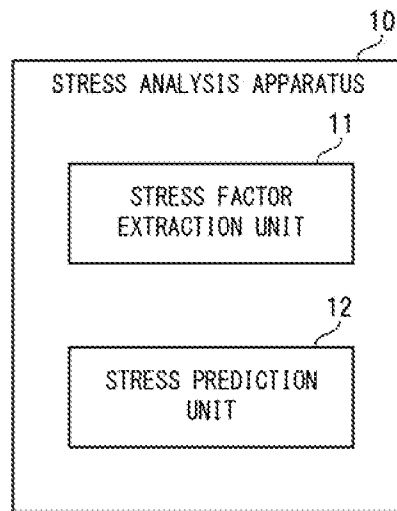 10
STRESS ANALYSIS APPARATUS
11
STRESS FACTOR
EXTRACTION UNIT
12
STRESS PREDICTION
UNIT